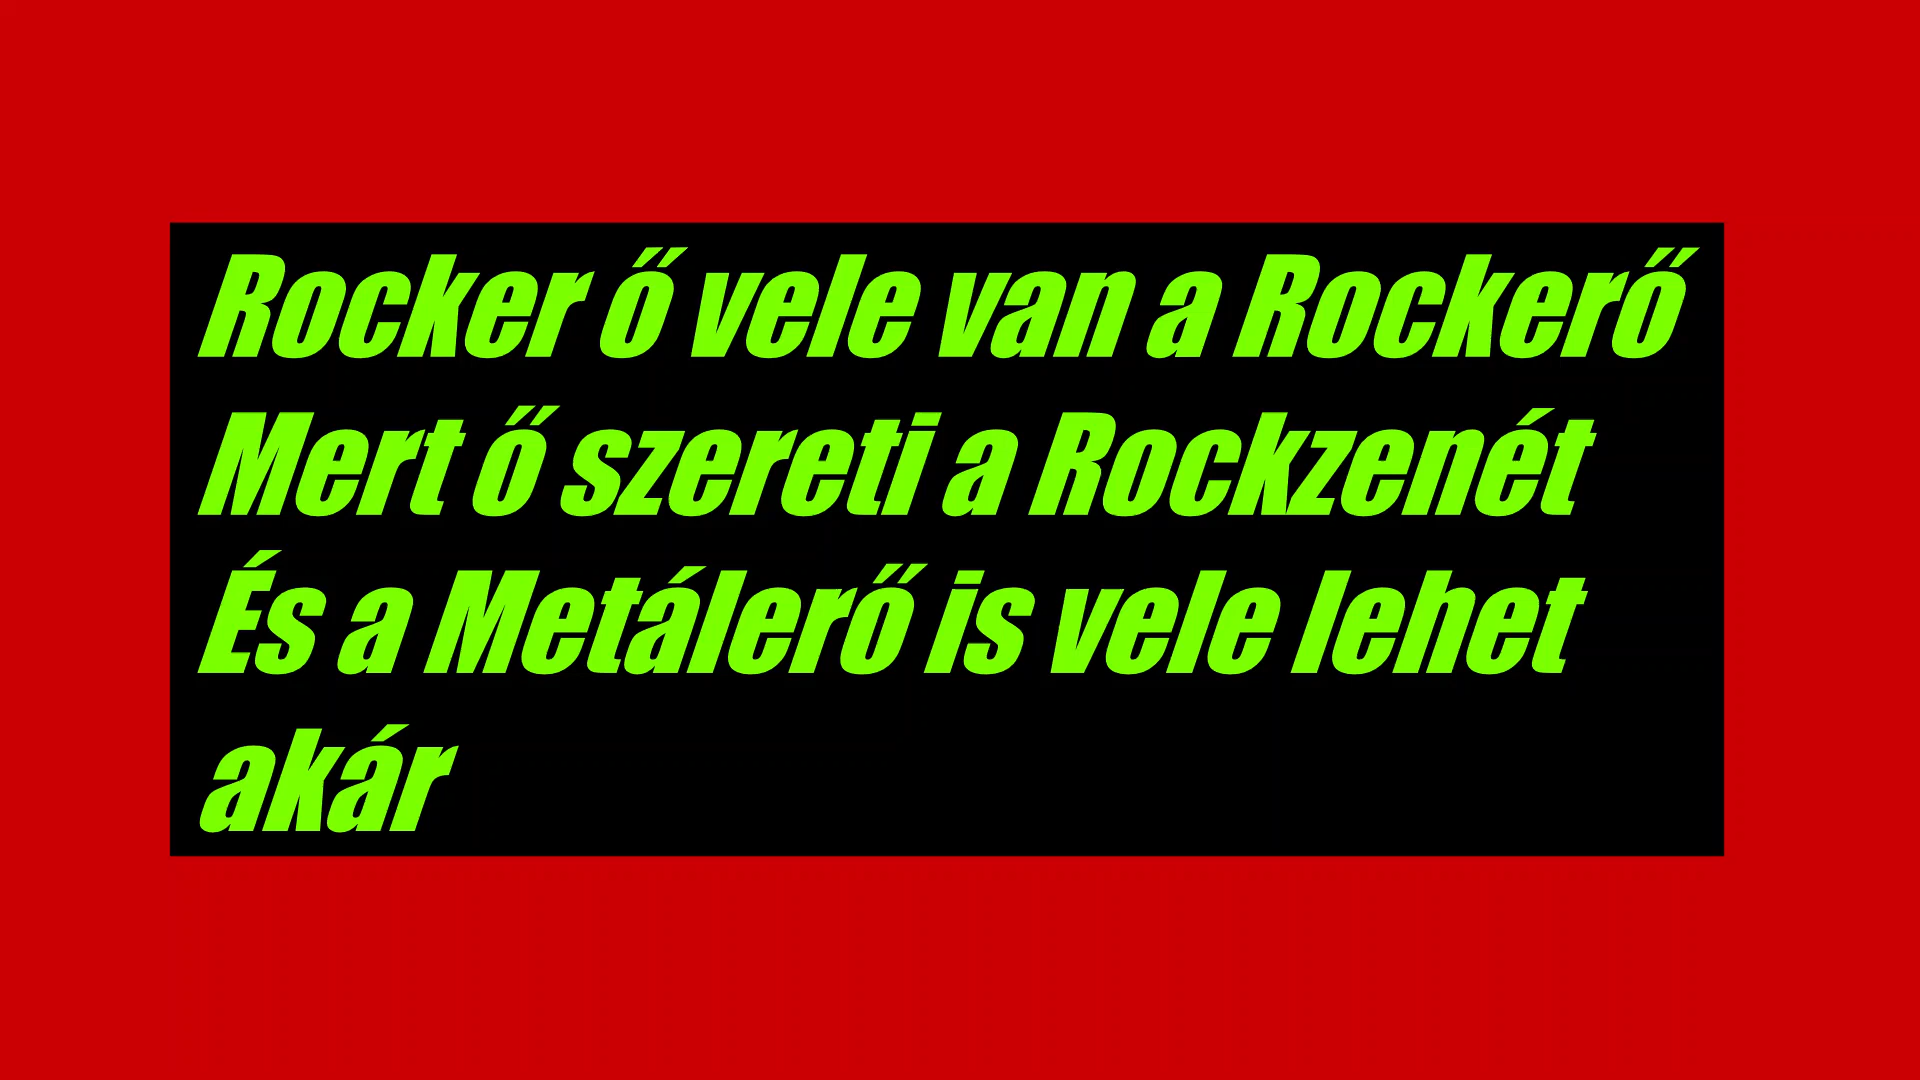 Rocker ő vele van a Rockerő
Mert ő szereti a Rockzenét
És a Metálerő is vele lehet
akár